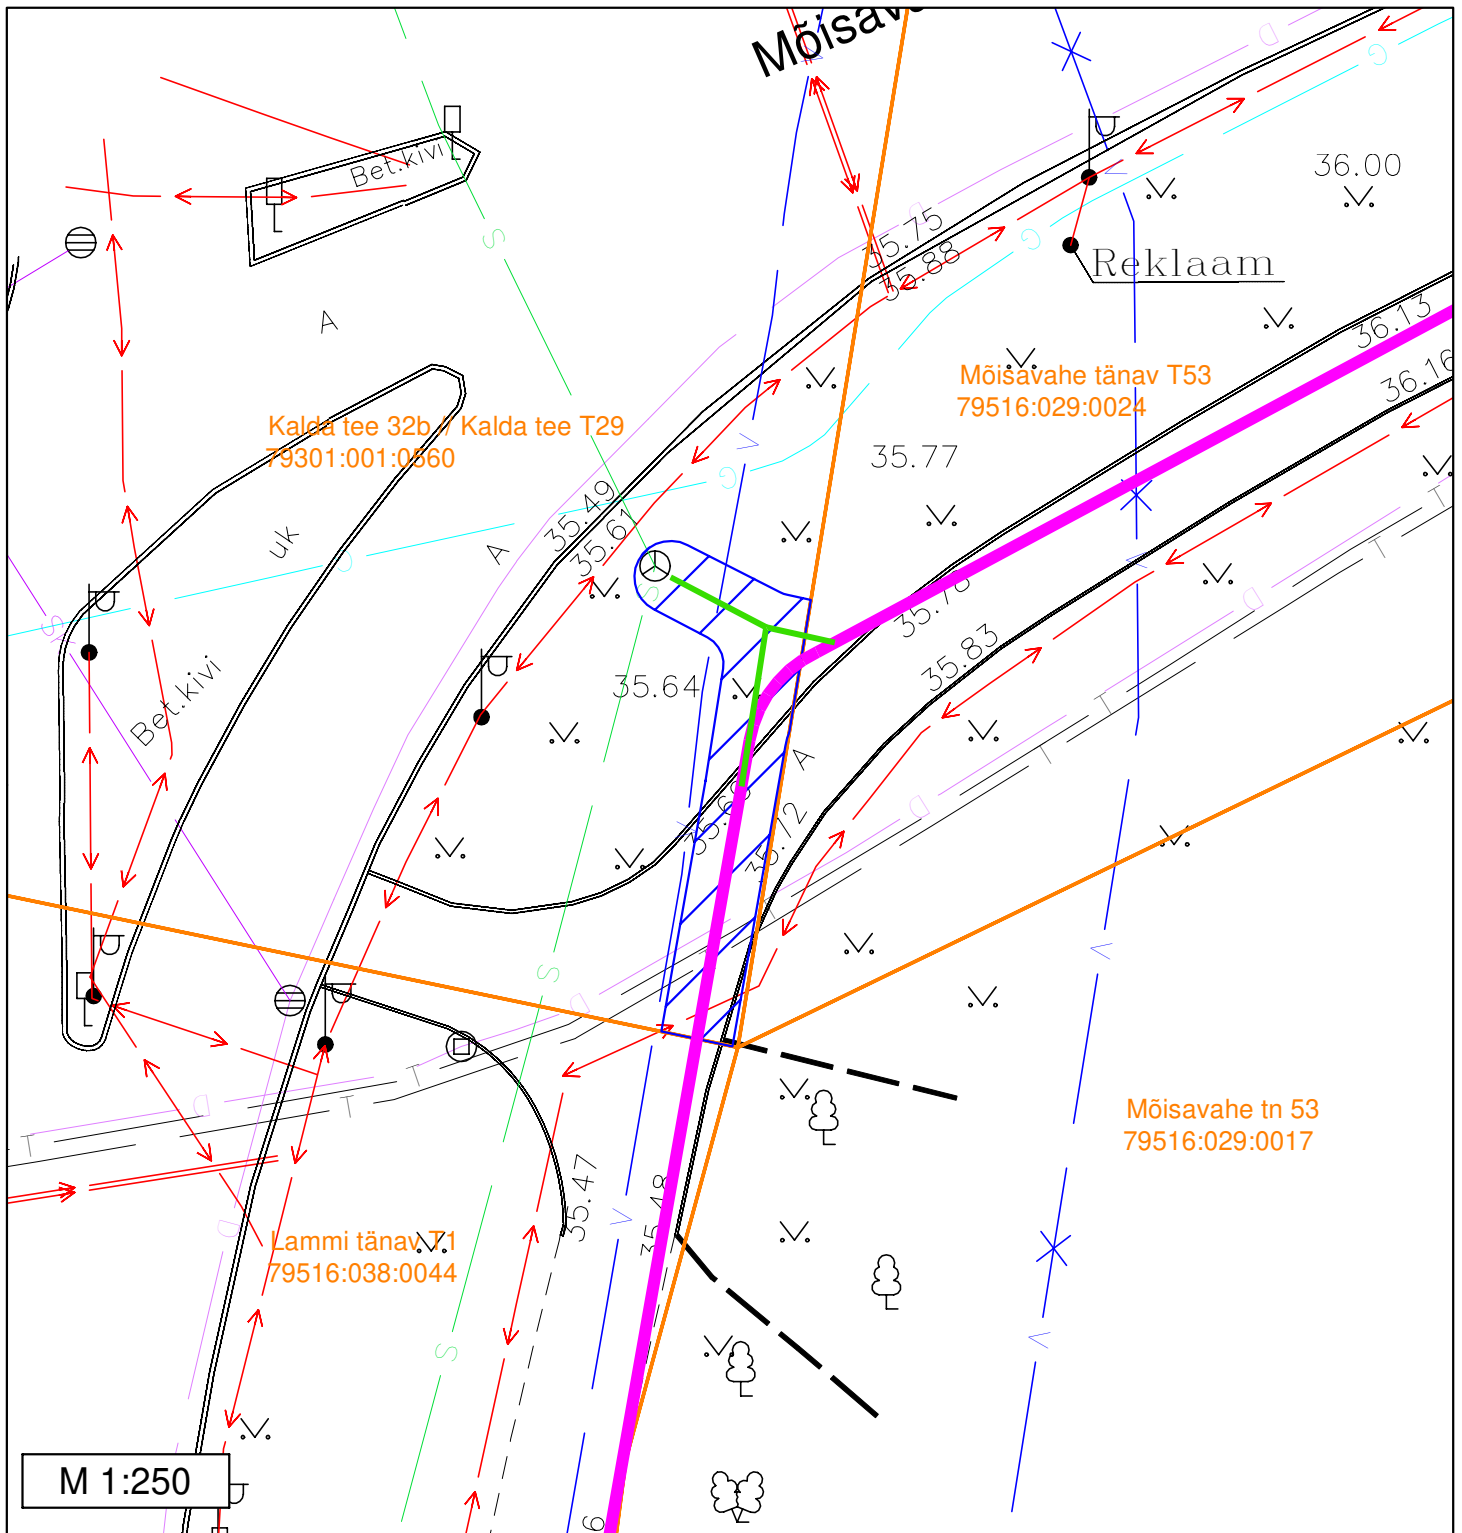 Bet.kivi
36.00
35.75
35.88
Reklaam
A
36.13
Mõisavahe tänav T53
79516:029:0024
36.16
Kalda tee 32b // Kalda tee T29
79301:001:0560
35.77
35.49
35.61
uk
A
35.78
35.83
35.64
Bet.kivi
A
35.72
Mõisavahe tn 53
79516:029:0017
35.47
35.48
Lammi tänav T1
79516:038:0044
M 1:250